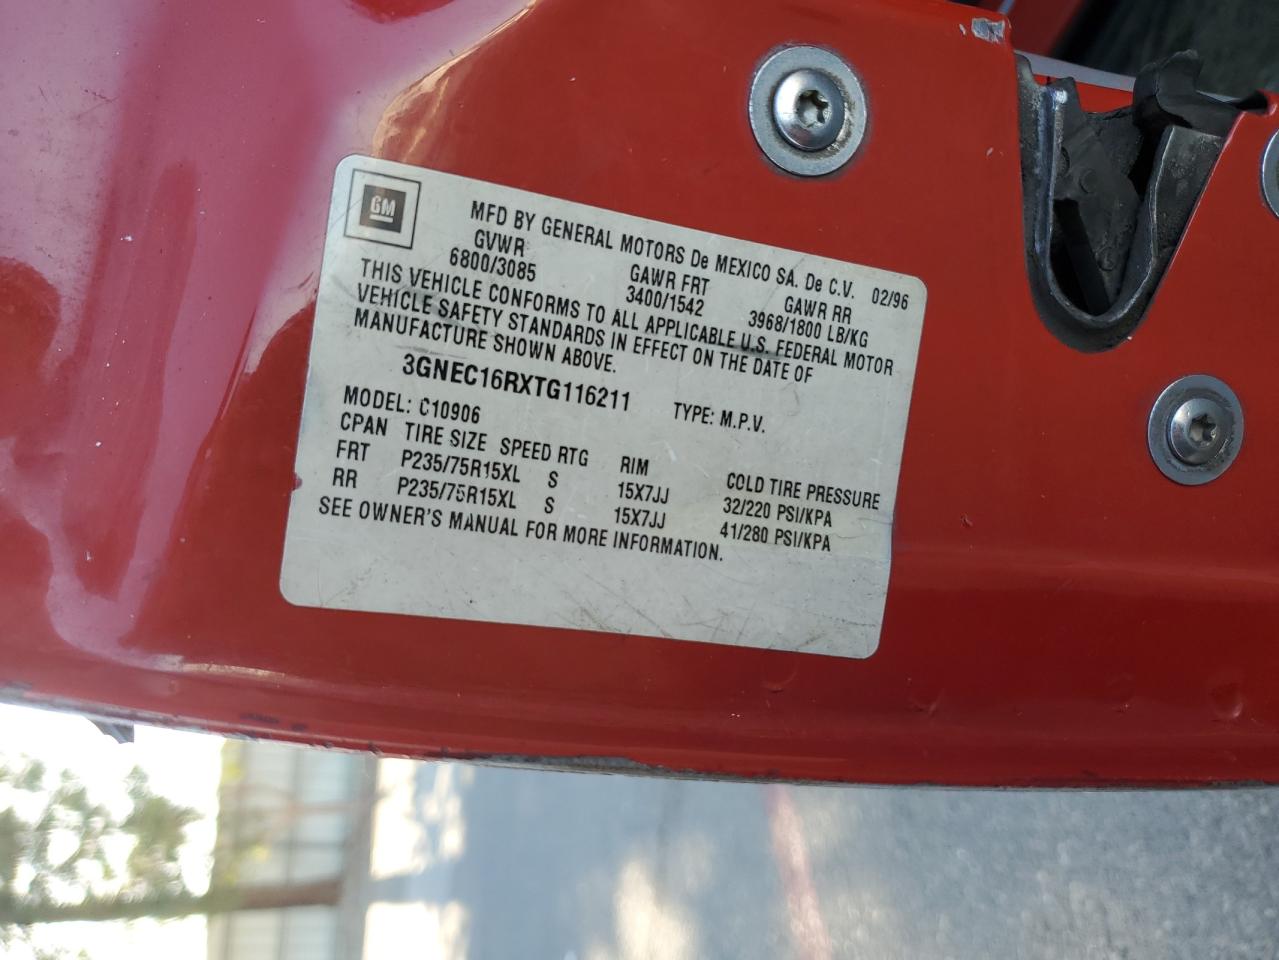 GM
MFD BY GENERAL MOTORS De MEXICO SA. De C.V. 02/96
GVWR GAWR FRT GAWR RR
6800/3085 3400/1542 3968/1800 LB/KG
THIS VEHICLE CONFORMS TO ALL APPLICABLE U.S. FEDERAL MOTOR
VEHICLE SAFETY STANDARDS IN EFFECT ON THE DATE OF
MANUFACTURE SHOWN ABOVE.
3GNEC16RXTG116211 TYPE: M.P.V.
MODEL: C10906
CPAN TIRE SIZE SPEED RTG RIM COLD TIRE PRESSURE
FRT P235/75R15XL S 15X7JJ 32/220 PSI/KPA
RR P235/75R15XL S 15X7JJ 41/280 PSI/KPA
SEE OWNER'S MANUAL FOR MORE INFORMATION.